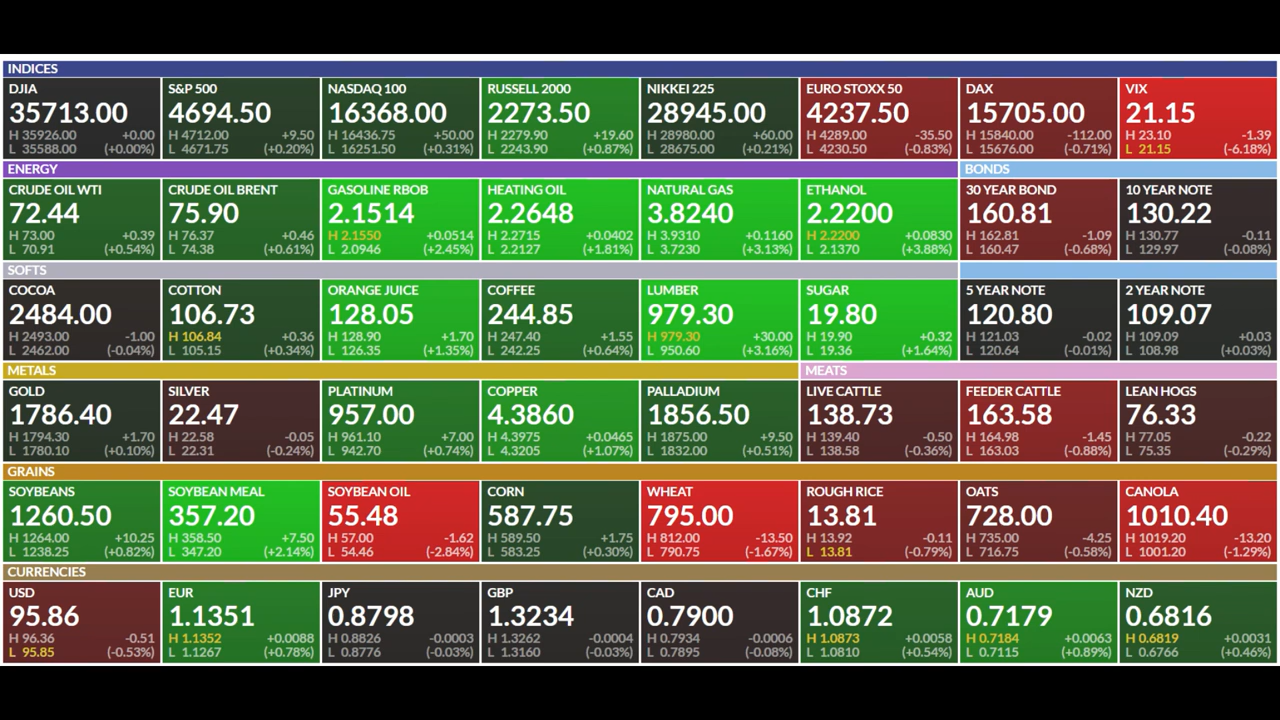 INDICES
DJIA S&P 500 NASDAQ 100 RUSSELL 2000 NIKKEI 225 EURO STOXX 50 DAX VIX
35713.00 4694.50 16368.00 2273.50 28945.00 4237.50 15705.00 21.15
H 35926.00 +0.00 H 4712.00 +9.50 H 16436.75 +50.00 H 2279.90 +19.60 H 28980.00 +60.00 H 4289.00 -35.50 H 15840.00 -112.00 H 23.10 -1.39
L 35588.00 (+0.00%) L 4671.75 (+0.20%) L 16251.50 (+0.31%) L 2243.90 (+0.87%) L 28675.00 (+0.21%) L 4230.50 (-0.83%) L 15676.00 (-0.71%) L 21.15 (-6.18%)
ENERGY BONDS
CRUDE OIL WTI CRUDE OIL BRENT GASOLINE RBOB HEATING OIL NATURAL GAS ETHANOL 30 YEAR BOND 10 YEAR NOTE
72.44 75.90 2.1514 2.2648 3.8240 2.2200 160.81 130.22
H 73.00 +0.39 H 76.37 +0.46 H 2.1550 +0.0514 H 2.2715 +0.0402 H 3.9310 +0.1160 H 2.2200 +0.0830 H 162.81 -1.09 H 130.77 -0.11
L 70.91 (+0.54%) L 74.38 (+0.61%) L 2.0946 (+2.45%) L 2.2127 (+1.81%) L 3.7230 (+3.13%) L 2.1370 (+3.88%) L 160.47 (-0.68%) L 129.97 (-0.08%)
SOFTS
COCOA COTTON ORANGE JUICE COFFEE LUMBER SUGAR 5 YEAR NOTE 2 YEAR NOTE
2484.00 106.73 128.05 244.85 979.30 19.80 120.80 109.07
H 2493.00 -1.00 H 106.84 +0.36 H 128.90 +1.70 H 247.40 +1.55 H 979.30 +30.00 H 19.90 +0.32 H 121.03 -0.02 H 109.09 +0.03
L 2462.00 (-0.04%) L 105.15 (+0.34%) L 126.35 (+1.35%) L 242.25 (+0.64%) L 950.60 (+3.16%) L 19.36 (+1.64%) L 120.64 (-0.01%) L 108.98 (+0.03%)
METALS MEATS
GOLD SILVER PLATINUM COPPER PALLADIUM LIVE CATTLE FEEDER CATTLE LEAN HOGS
1786.40 22.47 957.00 4.3860 1856.50 138.73 163.58 76.33
H 1794.30 +1.70 H 22.58 -0.05 H 961.10 +7.00 H 4.3975 +0.0465 H 1875.00 +9.50 H 139.40 -0.50 H 164.98 -1.45 H 77.05 -0.22
L 1780.10 (+0.10%) L 22.31 (-0.24%) L 942.70 (+0.74%) L 4.3205 (+1.07%) L 1832.00 (+0.51%) L 138.58 (-0.36%) L 163.03 (-0.88%) L 75.35 (-0.29%)
GRAINS
SOYBEANS SOYBEAN MEAL SOYBEAN OIL CORN WHEAT ROUGH RICE OATS CANOLA
1260.50 357.20 55.48 587.75 795.00 13.81 728.00 1010.40
H 1264.00 +10.25 H 358.50 +7.50 H 57.00 -1.62 H 589.50 +1.75 H 812.00 -13.50 H 13.92 -0.11 H 735.00 -4.25 H 1019.20 -13.20
L 1238.25 (+0.82%) L 347.20 (+2.14%) L 54.46 (-2.84%) L 583.25 (+0.30%) L 790.75 (-1.67%) L 13.81 (-0.79%) L 716.75 (-0.58%) L 1001.20 (-1.29%)
CURRENCIES
USD EUR JPY GBP CAD CHF AUD NZD
95.86 1.1351 0.8798 1.3234 0.7900 1.0872 0.7179 0.6816
H 96.36 -0.51 H 1.1352 +0.0088 H 0.8826 -0.0003 H 1.3262 -0.0004 H 0.7934 -0.0006 H 1.0873 +0.0058 H 0.7184 +0.0063 H 0.6819 +0.0031
L 95.85 (-0.53%) L 1.1267 (+0.78%) L 0.8776 (-0.03%) L 1.3160 (-0.03%) L 0.7895 (-0.08%) L 1.0810 (+0.54%) L 0.7115 (+0.89%) L 0.6766 (+0.46%)